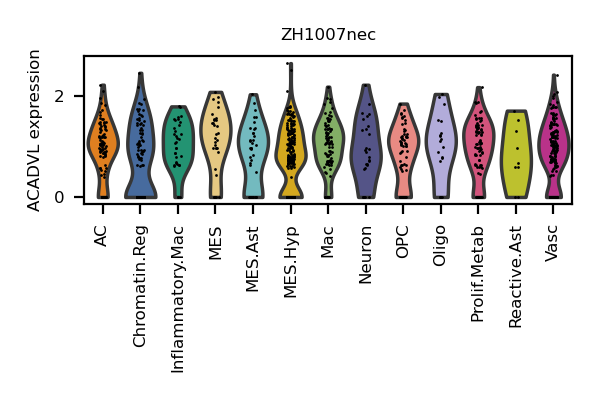 ZH1007nec
ACADVL expression
2
0
AC
Chromatin.Reg
Inflammatory.Mac
MES
MES.Ast
MES.Hyp
Mac
Neuron
OPC
Oligo
Prolif.Metab
Reactive.Ast
Vasc